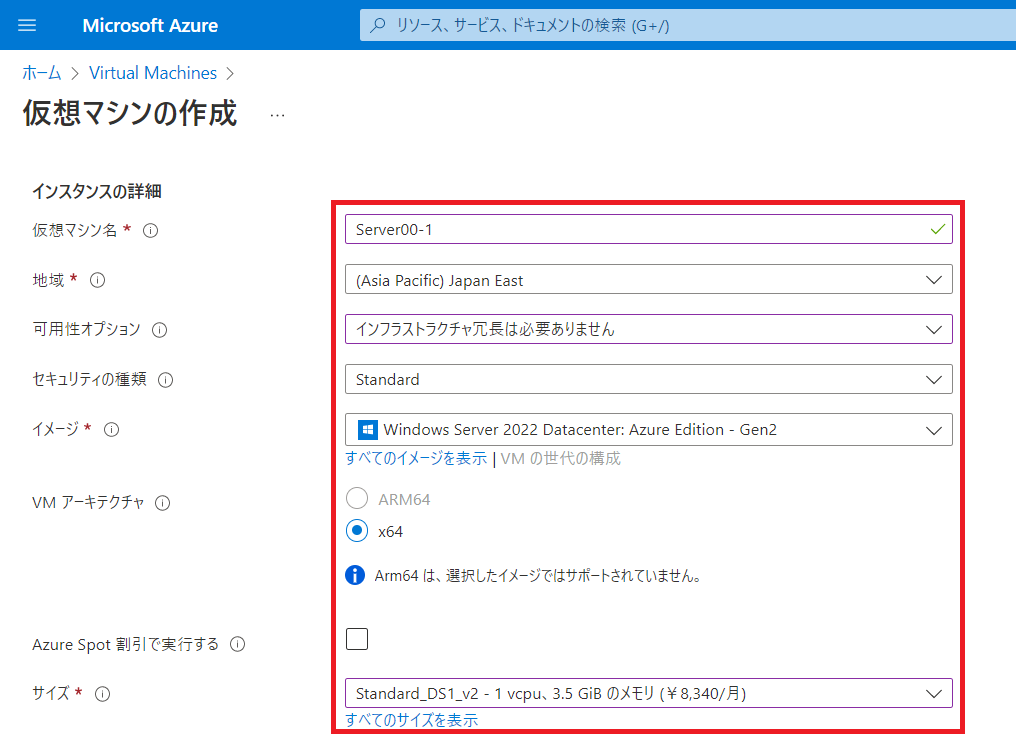 Microsoft Azure
リソース、サービス、ドキュメントの検索 (G+/)
ホーム > Virtual Machines >
仮想マシンの作成 ...
インスタンスの詳細
仮想マシン名 * Server00-1
地域 * (Asia Pacific) Japan East
可用性オプション インフラストラクチャ冗長は必要ありません
セキュリティの種類 Standard
イメージ * Windows Server 2022 Datacenter: Azure Edition - Gen2
すべてのイメージを表示 | VM の世代の構成
VM アーキテクチャ ARM64
x64
Arm64 は、選択したイメージではサポートされていません。
Azure Spot 割引で実行する
サイズ * Standard_DS1_v2 - 1 vcpu、3.5 GiB のメモリ (¥8,340/月)
すべてのサイズを表示